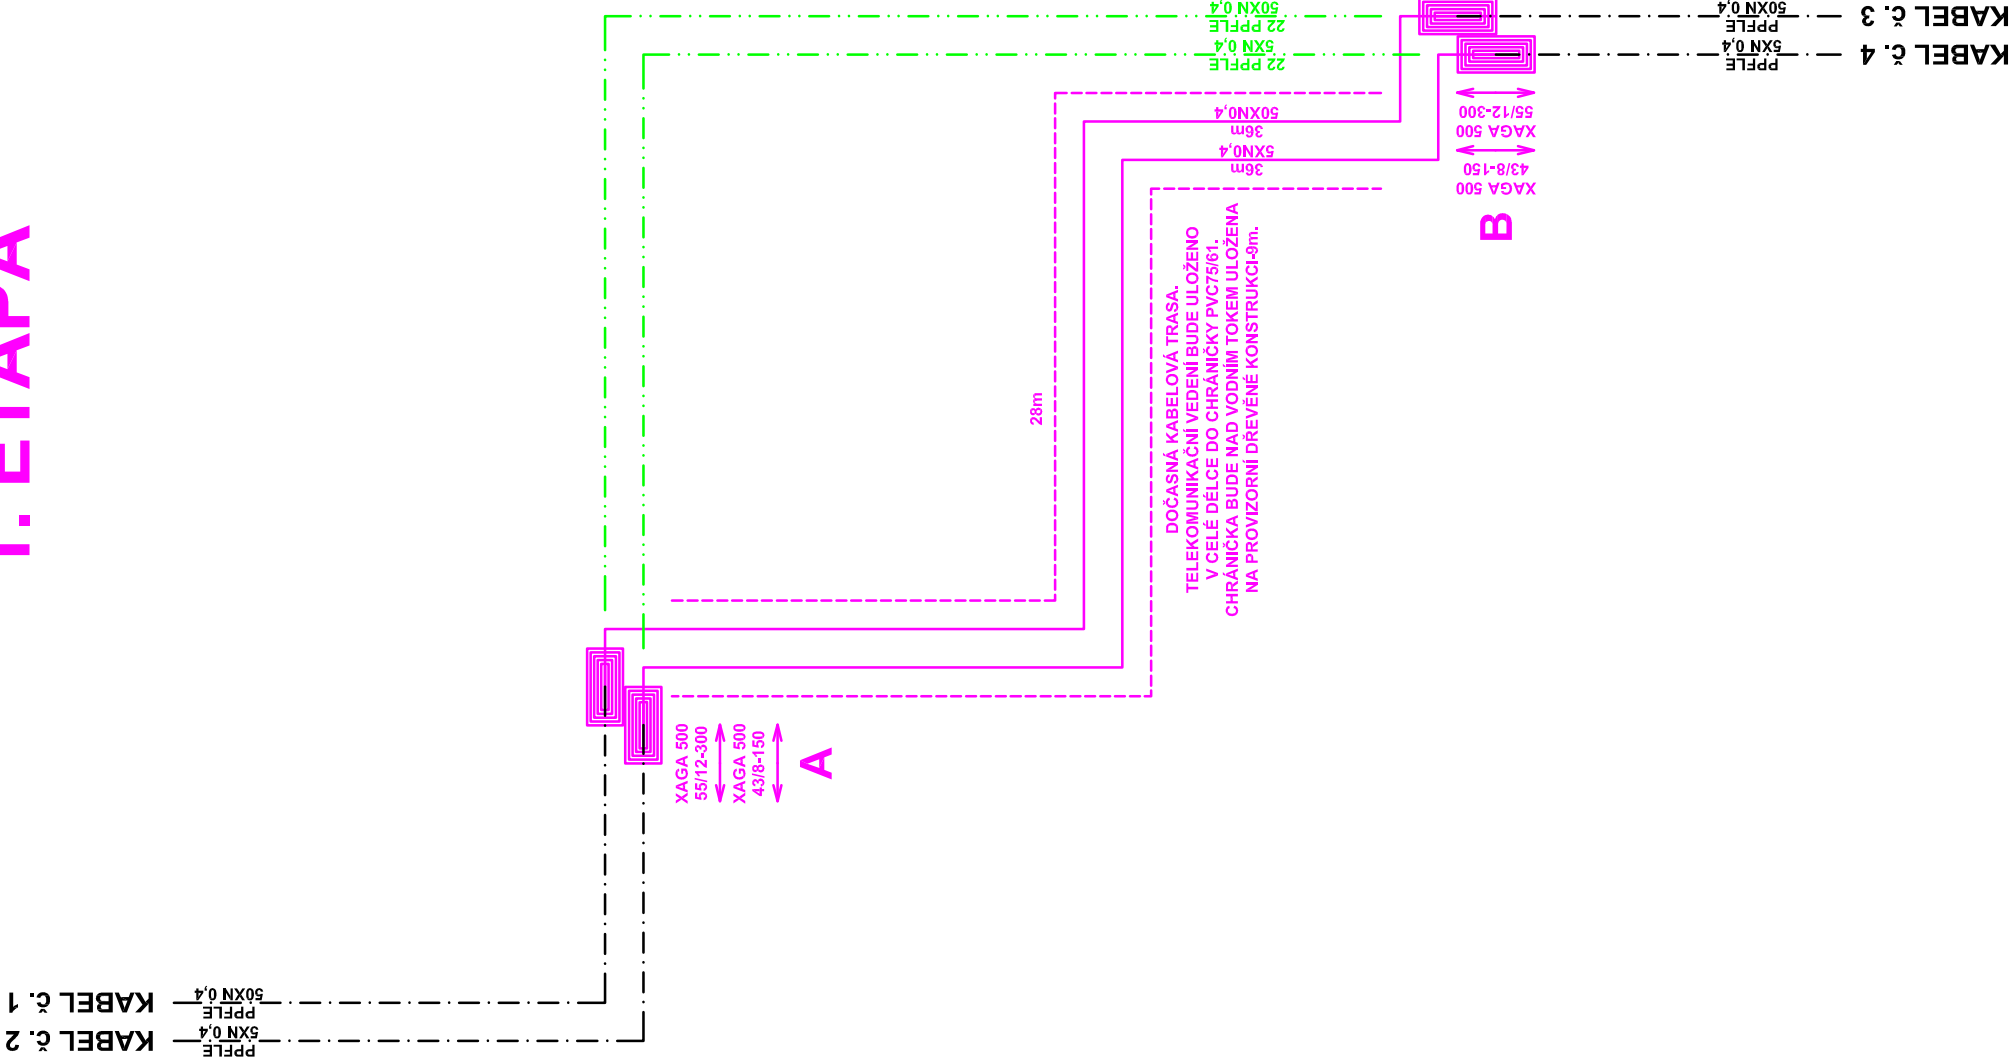 I. ETAPA
22 PPFLE
50XN 0,4
22 PPFLE
5XN 0,4
PPFLE
50XN 0,4
KABEL č. 3
PPFLE
5XN 0,4
KABEL č. 4
36m
50XN0,4
36m
5XN0,4
XAGA 500
55/12-300
XAGA 500
43/8-150
B
28m
DOČASNÁ KABELOVÁ TRASA.
TELEKOMUNIKAČNÍ VEDENÍ BUDE ULOŽENO
V CELÉ DÉLCE DO CHRÁNIČKY PVC75/61.
CHRÁNIČKA BUDE NAD VODNÍM TOKEM ULOŽENA
NA PROVIZORNÍ DŘEVĚNÉ KONSTRUKCI-9m.
XAGA 500
55/12-300
XAGA 500
43/8-150
A
KABEL č. 1
PPFLE
50XN 0,4
KABEL č. 2
PPFLE
5XN 0,4